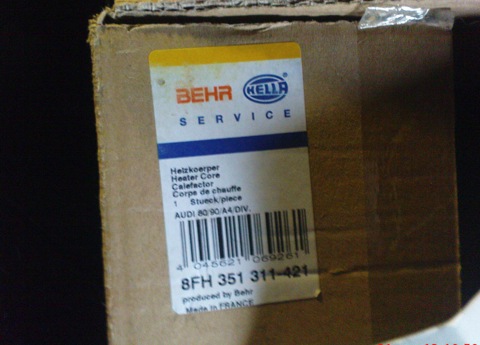 BEHR HELLA
SERVICE
Heizkoerper
Heater Core
Calefactor
Corps de chauffe
1 Stueck/piece
AUDI 80/90/A4/DIV.
4 045621 069261
8FH 351 311-421
produced by Behr
Made in FRANCE